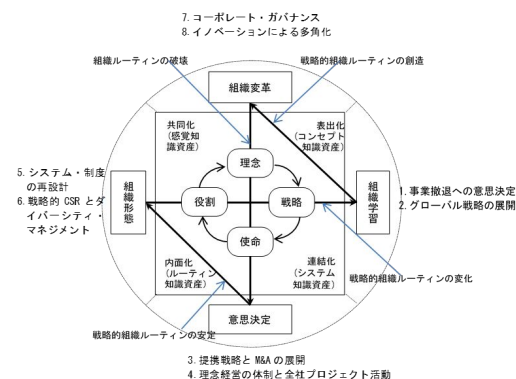 7. コーポレート・ガバナンス
8. イノベーションによる多角化
組織ルーティンの破壊
戦略的組織ルーティンの創造
組織変革
共同化
(感覚知
識資産)
表出化
(コンセプト
知識資産)
理念
5. システム・制度
の再設計
6. 戦略的 CSR とダ
イバーシティ・
マネジメント
組織形態
役割
戦略
組織学習
1. 事業撤退への意思決定
2. グローバル戦略の展開
使命
内面化
(ルーティン
知識資産)
連結化
(システム
知識資産)
戦略的組織ルーティンの変化
意思決定
戦略的組織ルーティンの安定
3. 提携戦略と M&A の展開
4. 理念経営の体制と全社プロジェクト活動